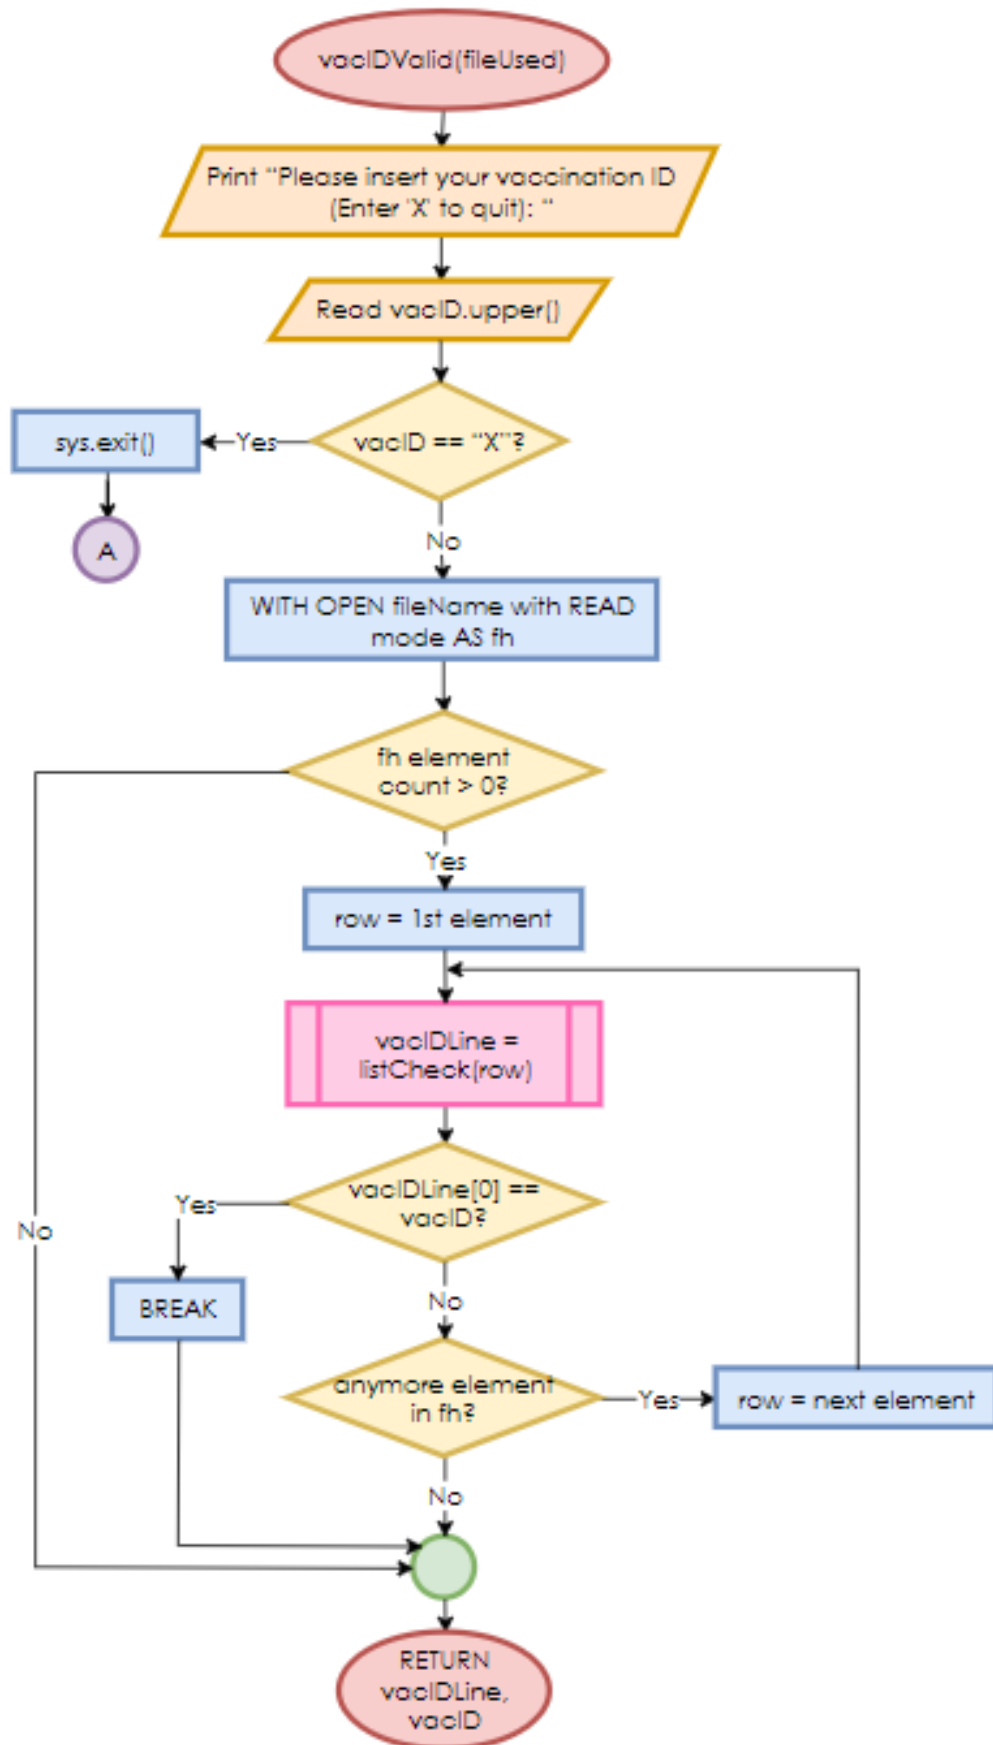 vacIDValid(fileUsed)
Print “Please insert your vaccination ID
(Enter 'X' to quit): “
Read vacID.upper()
vacID == “X”?
Yes
sys.exit()
A
No
WITH OPEN fileName with READ
mode AS fh
fh element
count > 0?
Yes
row = 1st element
vacIDLine =
listCheck(row)
vacIDLine[0] ==
vacID?
Yes
No
BREAK
No
anymore element
in fh?
Yes
row = next element
No
RETURN
vacIDLine,
vacID